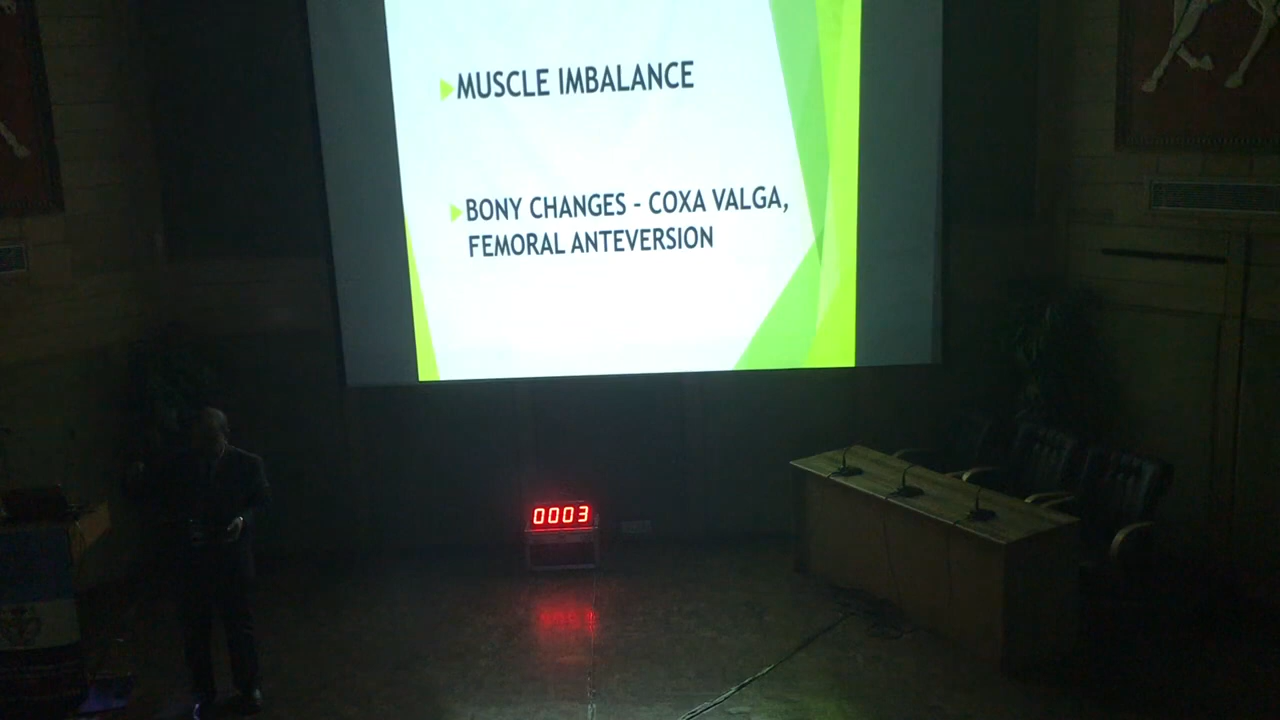 MUSCLE IMBALANCE
BONY CHANGES - COXA VALGA,
FEMORAL ANTEVERSION
0003